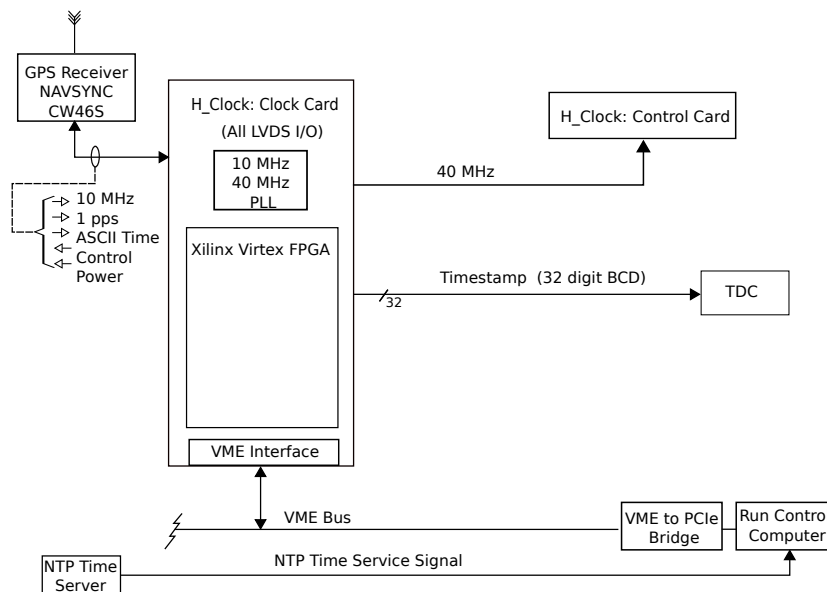 GPS Receiver
NAVSYNC
CW46S
H_Clock: Clock Card
(All LVDS I/O)
10 MHz
40 MHz
PLL
H_Clock: Control Card
40 MHz
10 MHz
1 pps
ASCII Time
Control
Power
Xilinx Virtex FPGA
Timestamp (32 digit BCD)
32
TDC
VME Interface
VME Bus
VME to PCIe
Bridge
Run Control
Computer
NTP Time Service Signal
NTP Time
Server